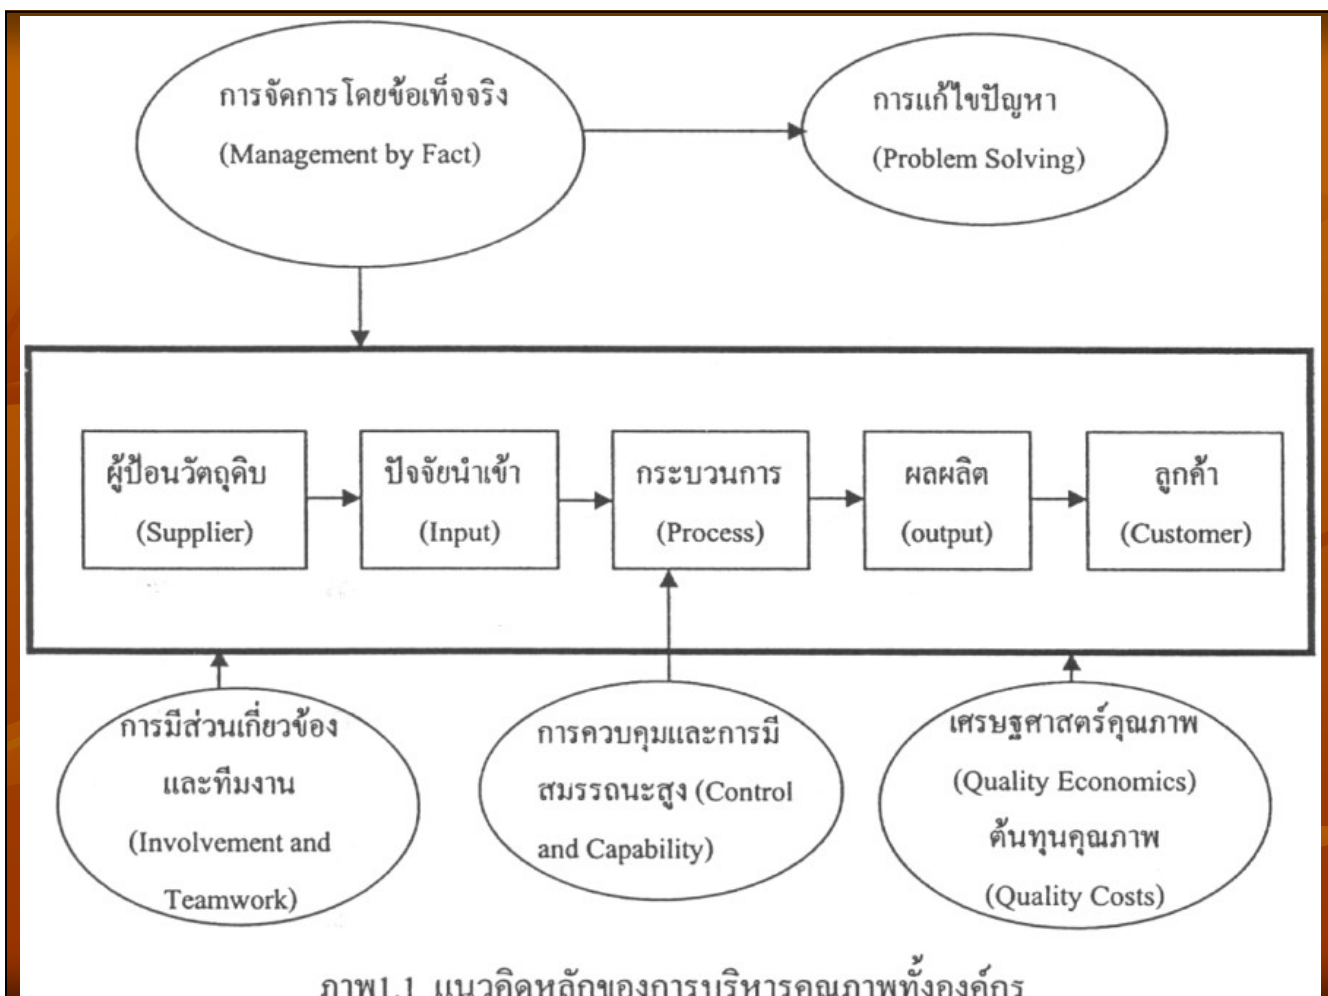 การจัดการโดยข้อเท็จจริง
(Management by Fact)
การแก้ไขปัญหา
(Problem Solving)
ผู้ป้อนวัตถุดิบ
(Supplier)
ปัจจัยนำเข้า
(Input)
กระบวนการ
(Process)
ผลผลิต
(output)
ลูกค้า
(Customer)
การมีส่วนเกี่ยวข้อง
และทีมงาน
(Involvement and
Teamwork)
การควบคุมและการมี
สมรรถนะสูง (Control
and Capability)
เศรษฐศาสตร์คุณภาพ
(Quality Economics)
ต้นทุนคุณภาพ
(Quality Costs)
ภาพ1.1 แนวคิดหลักของการบริหารคุณภาพทั้งองค์กร